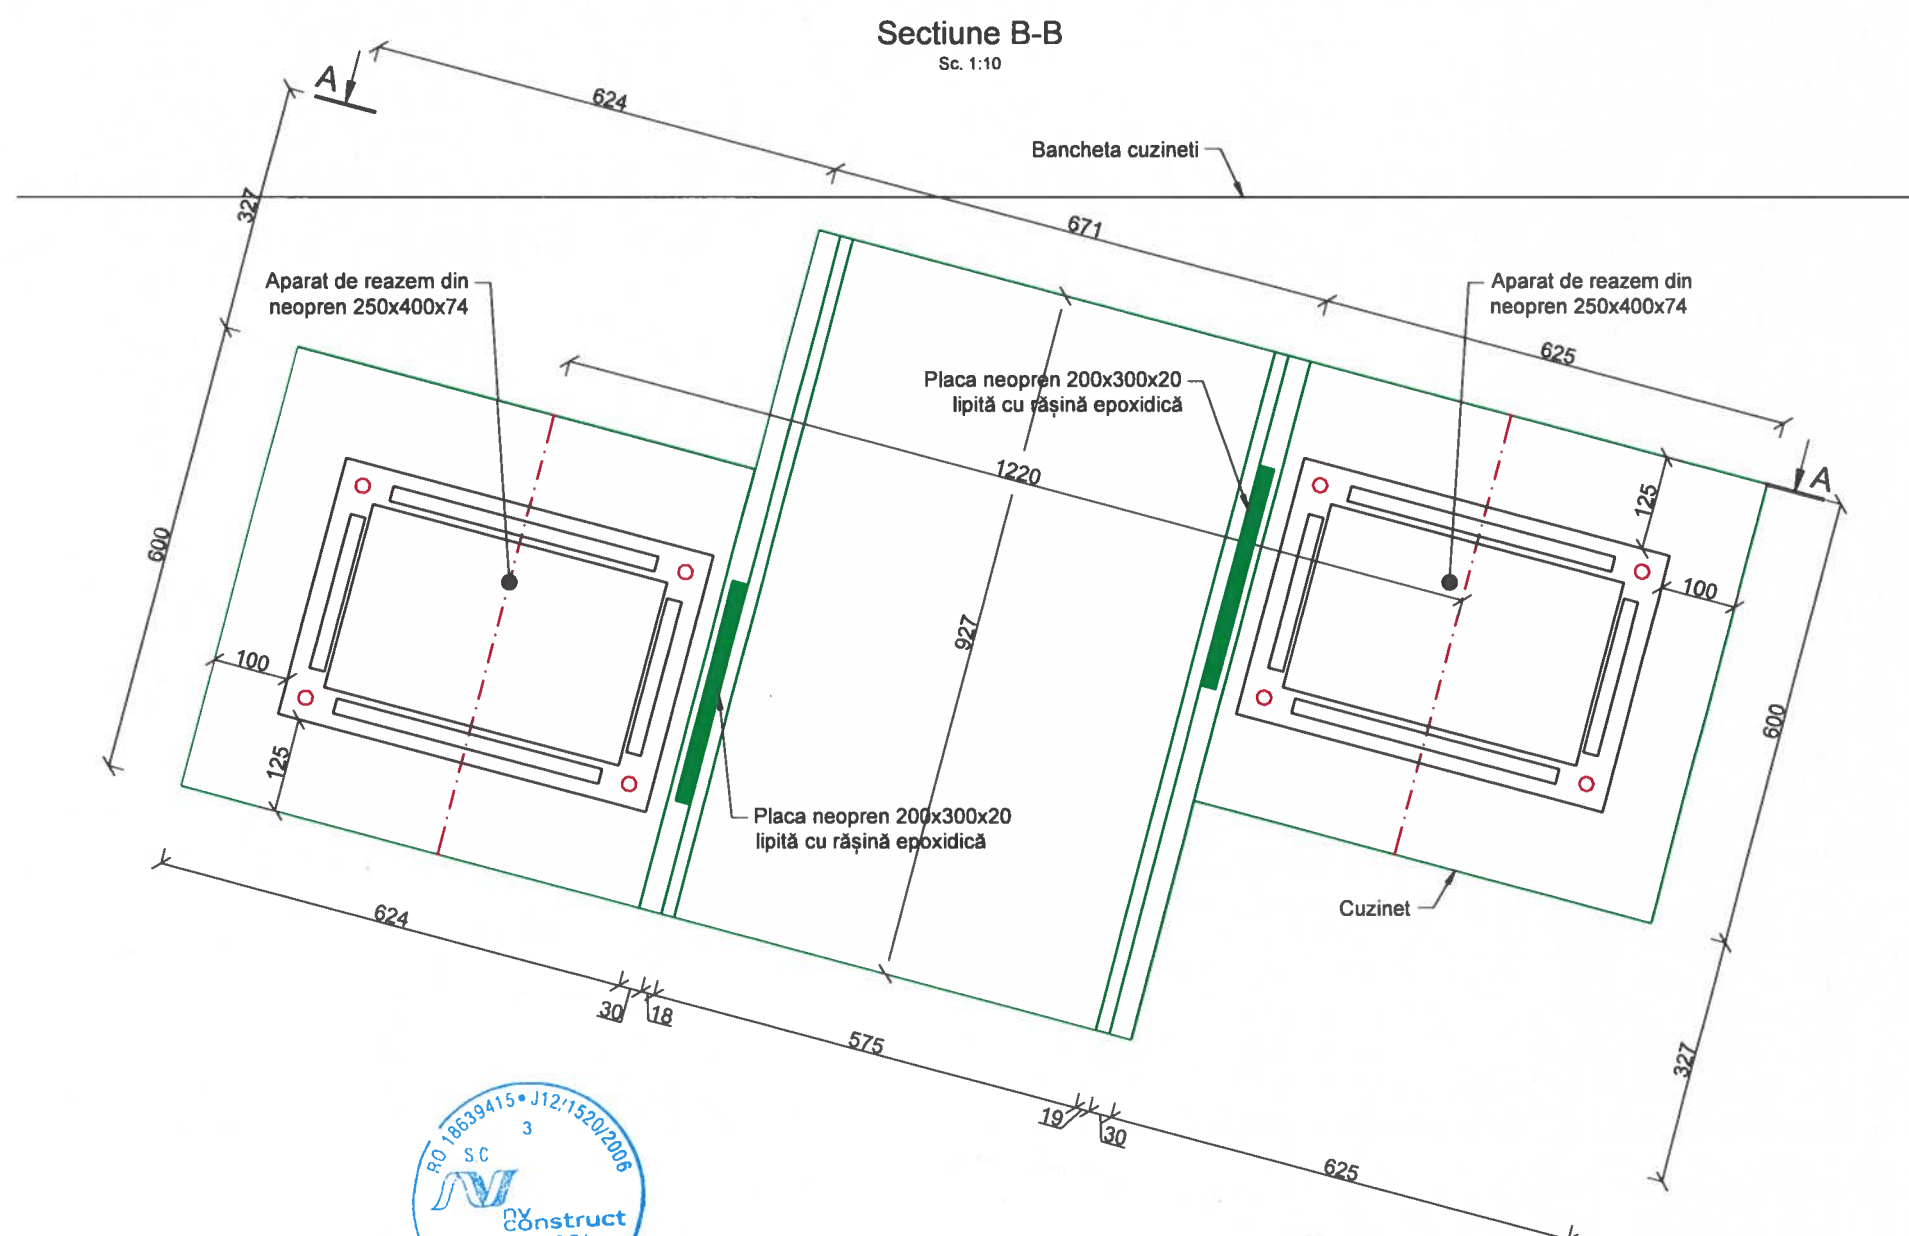 Sectiune B-B
Sc. 1:10
A
624
Bancheta cuzineti
327
671
Aparat de reazem din
neopren 250x400x74
Aparat de reazem din
neopren 250x400x74
625
Placa neopren 200x300x20
lipită cu rășină epoxidică
1220
A
125
600
100
927
100
600
125
Placa neopren 200x300x20
lipită cu rășină epoxidică
Cuzinet
624
30
18
575
327
19
30
625
RO 18639415 • J12/1520/2006
3
S.C
nv
construct